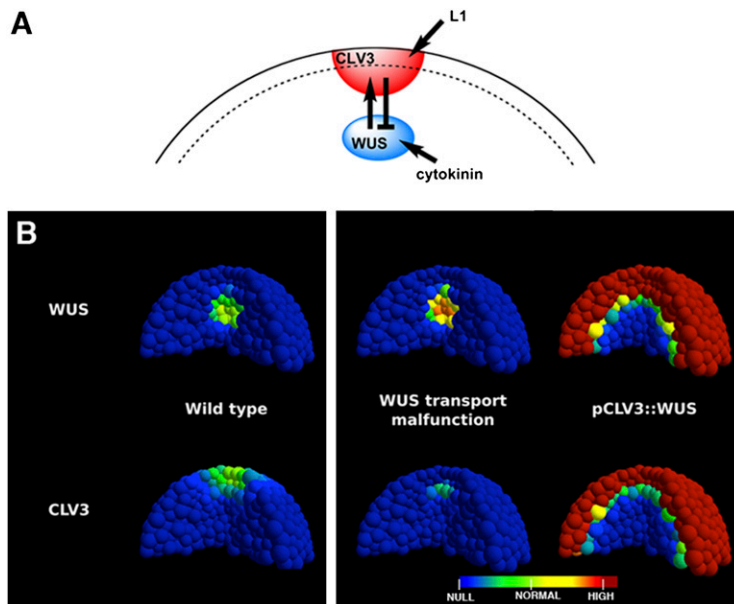 A
L1
CLV3
WUS
cytokinin
B
WUS
Wild type
WUS transport
malfunction
pCLV3::WUS
CLV3
NULL
NORMAL
HIGH